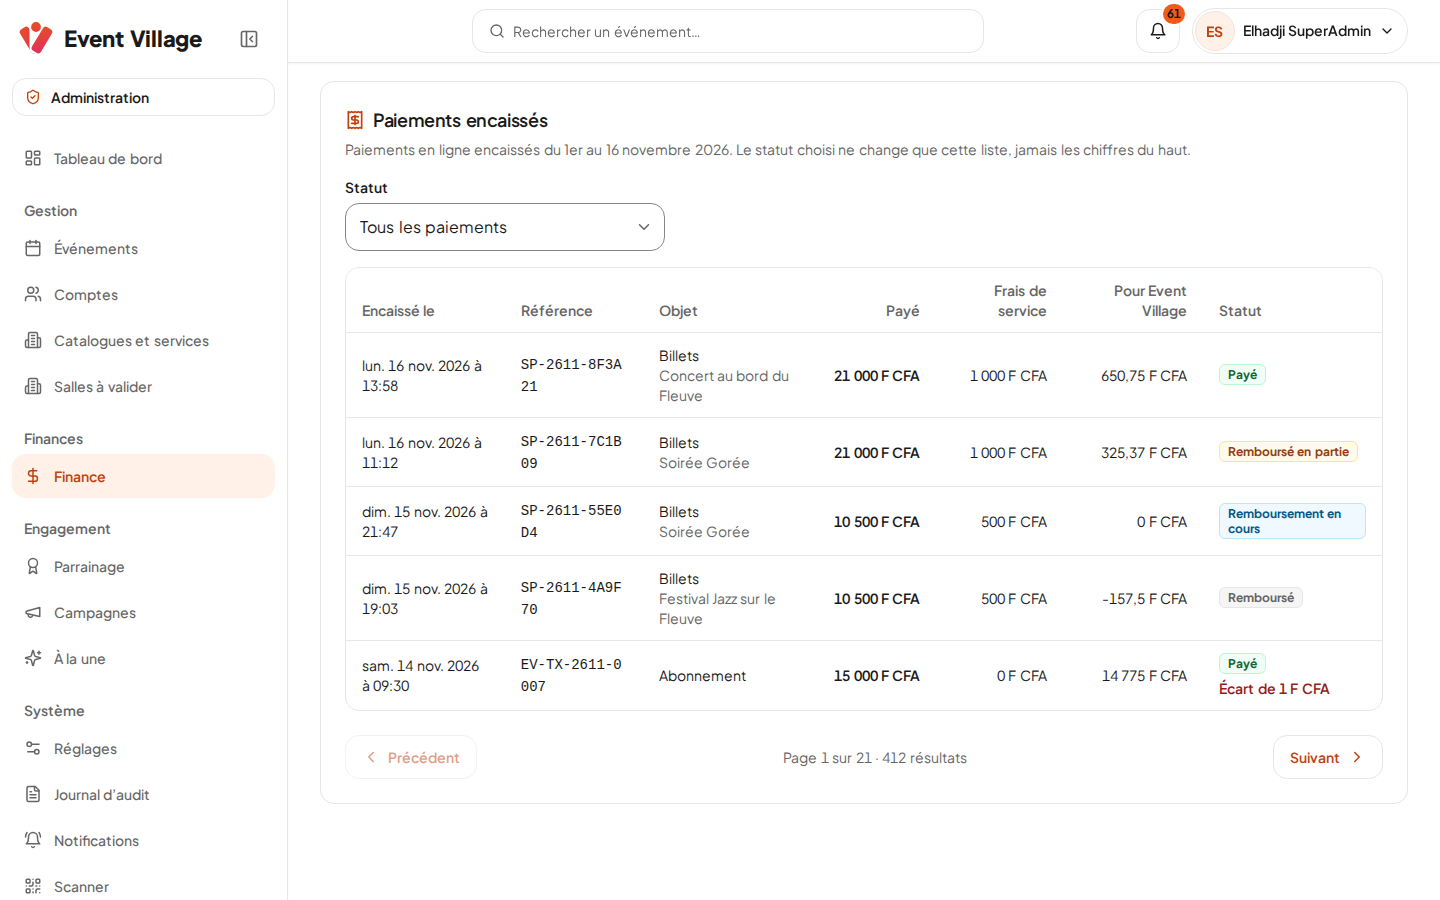 Event Village
Rechercher un événement…
61
ES
Elhadji SuperAdmin
Administration
Tableau de bord
Gestion
Événements
Comptes
Catalogues et services
Salles à valider
Finances
Finance
Engagement
Parrainage
Campagnes
À la une
Système
Réglages
Journal d'audit
Notifications
Scanner
Paiements encaissés
Paiements en ligne encaissés du 1er au 16 novembre 2026. Le statut choisi ne change que cette liste, jamais les chiffres du haut.
Statut
Tous les paiements
Encaissé le
Référence
Objet
Payé
Frais de
service
Pour Event
Village
Statut
lun. 16 nov. 2026 à
13:58
SP-2611-8F3A
21
Billets
Concert au bord du
Fleuve
21 000 F CFA
1 000 F CFA
650,75 F CFA
Payé
lun. 16 nov. 2026 à
11:12
SP-2611-7C1B
09
Billets
Soirée Gorée
21 000 F CFA
1 000 F CFA
325,37 F CFA
Remboursé en partie
dim. 15 nov. 2026 à
21:47
SP-2611-55E0
D4
Billets
Soirée Gorée
10 500 F CFA
500 F CFA
0 F CFA
Remboursement en
cours
dim. 15 nov. 2026 à
19:03
SP-2611-4A9F
70
Billets
Festival Jazz sur le
Fleuve
10 500 F CFA
500 F CFA
-157,5 F CFA
Remboursé
sam. 14 nov. 2026
à 09:30
EV-TX-2611-0
007
Abonnement
15 000 F CFA
0 F CFA
14 775 F CFA
Payé
Écart de 1 F CFA
Précédent
Page 1 sur 21 · 412 résultats
Suivant